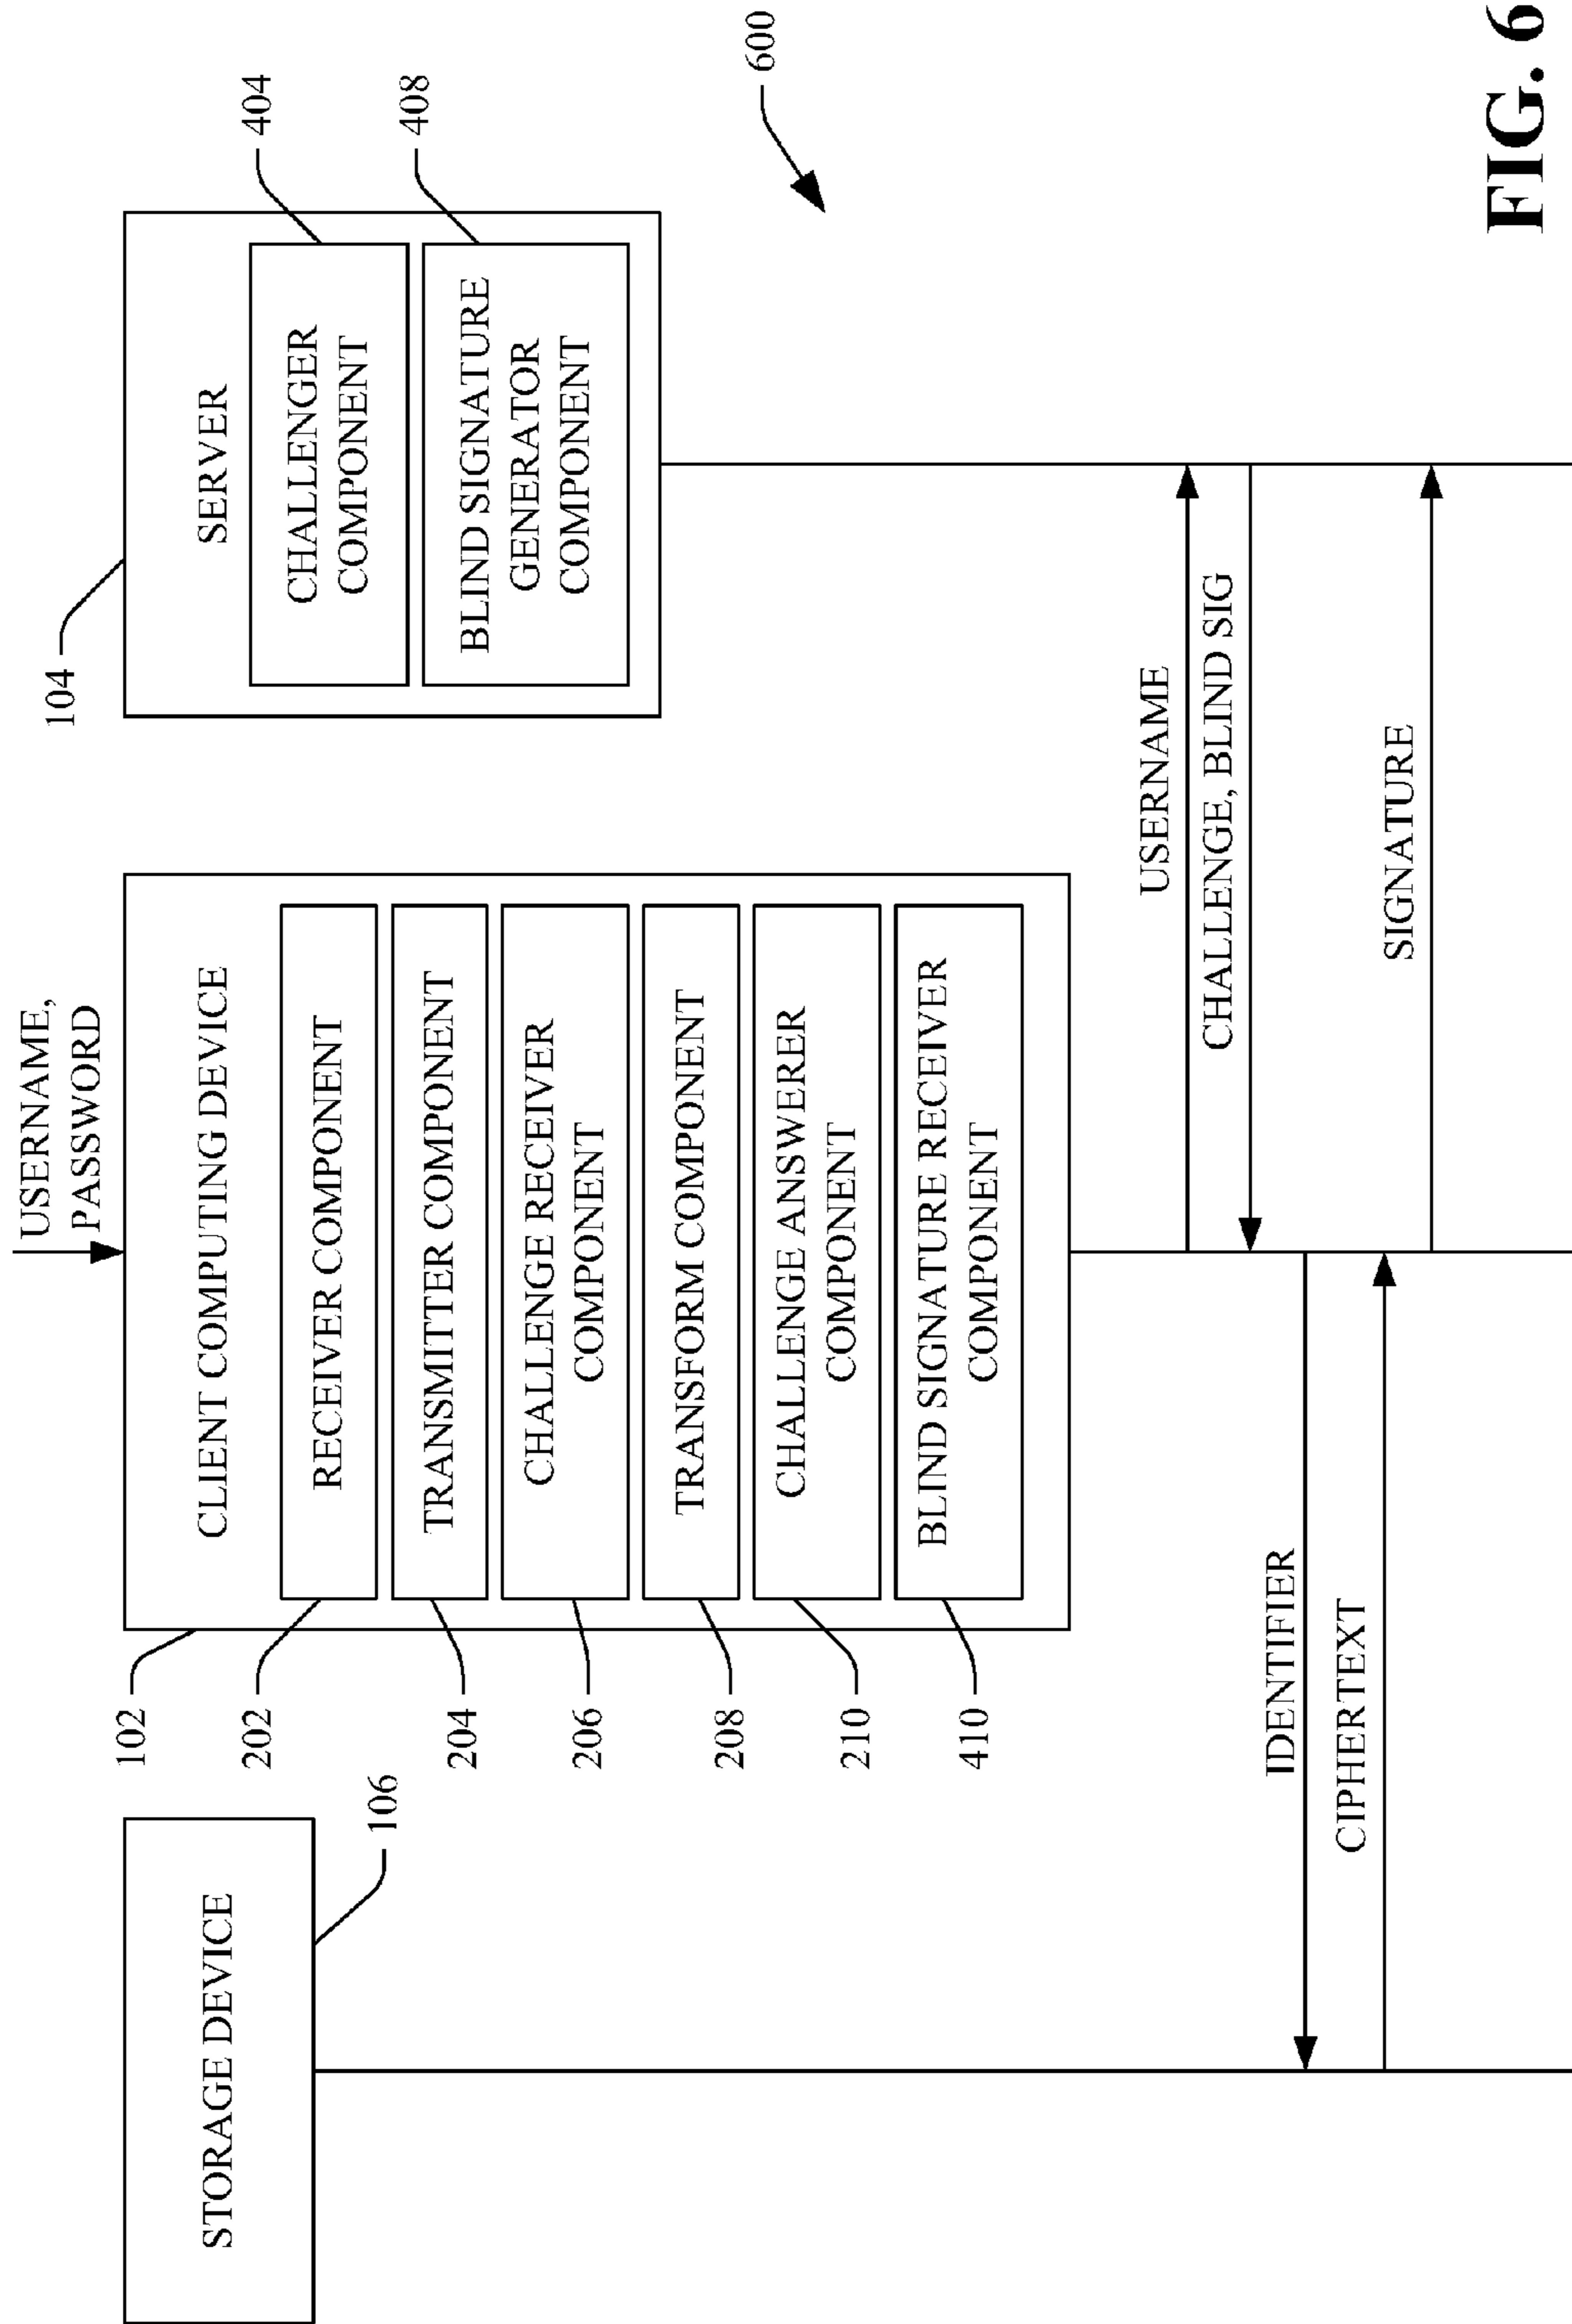 USERNAME,
PASSWORD
104
SERVER
CHALLENGER
COMPONENT
404
BLIND SIGNATURE
GENERATOR
COMPONENT
408
102
CLIENT COMPUTING DEVICE
202
RECEIVER COMPONENT
204
TRANSMITTER COMPONENT
206
CHALLENGE RECEIVER
COMPONENT
208
TRANSFORM COMPONENT
210
CHALLENGE ANSWERER
COMPONENT
410
BLIND SIGNATURE RECEIVER
COMPONENT
STORAGE DEVICE
106
600
USERNAME
CHALLENGE, BLIND SIG
IDENTIFIER
CIPHERTEXT
SIGNATURE
FIG. 6